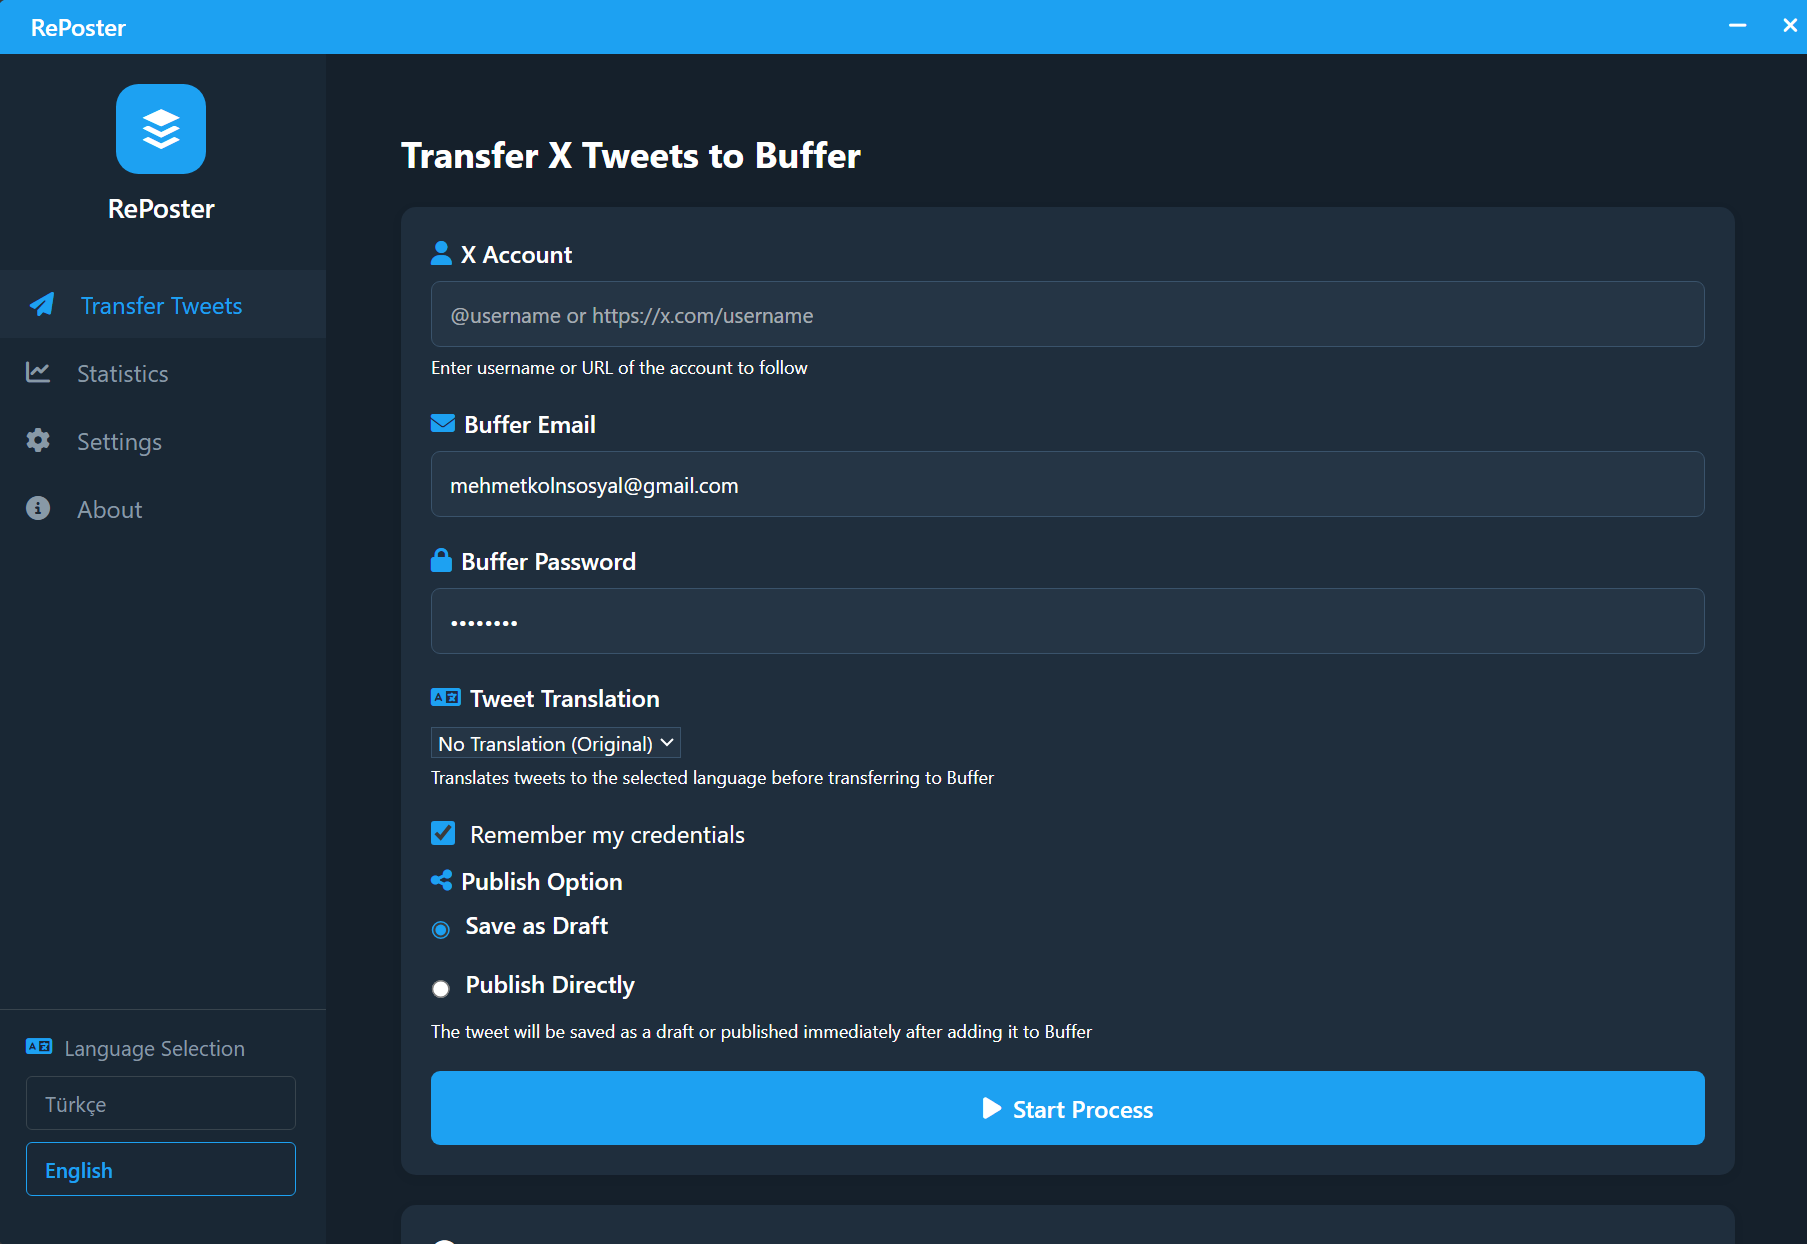 RePoster
RePoster
Transfer Tweets
Statistics
Settings
About
Language Selection
Türkçe
English
Transfer X Tweets to Buffer
X Account
@username or https://x.com/username
Enter username or URL of the account to follow
Buffer Email
mehmetkolnsosyal@gmail.com
Buffer Password
••••••••
Tweet Translation
No Translation (Original)
Translates tweets to the selected language before transferring to Buffer
Remember my credentials
Publish Option
Save as Draft
Publish Directly
The tweet will be saved as a draft or published immediately after adding it to Buffer
Start Process